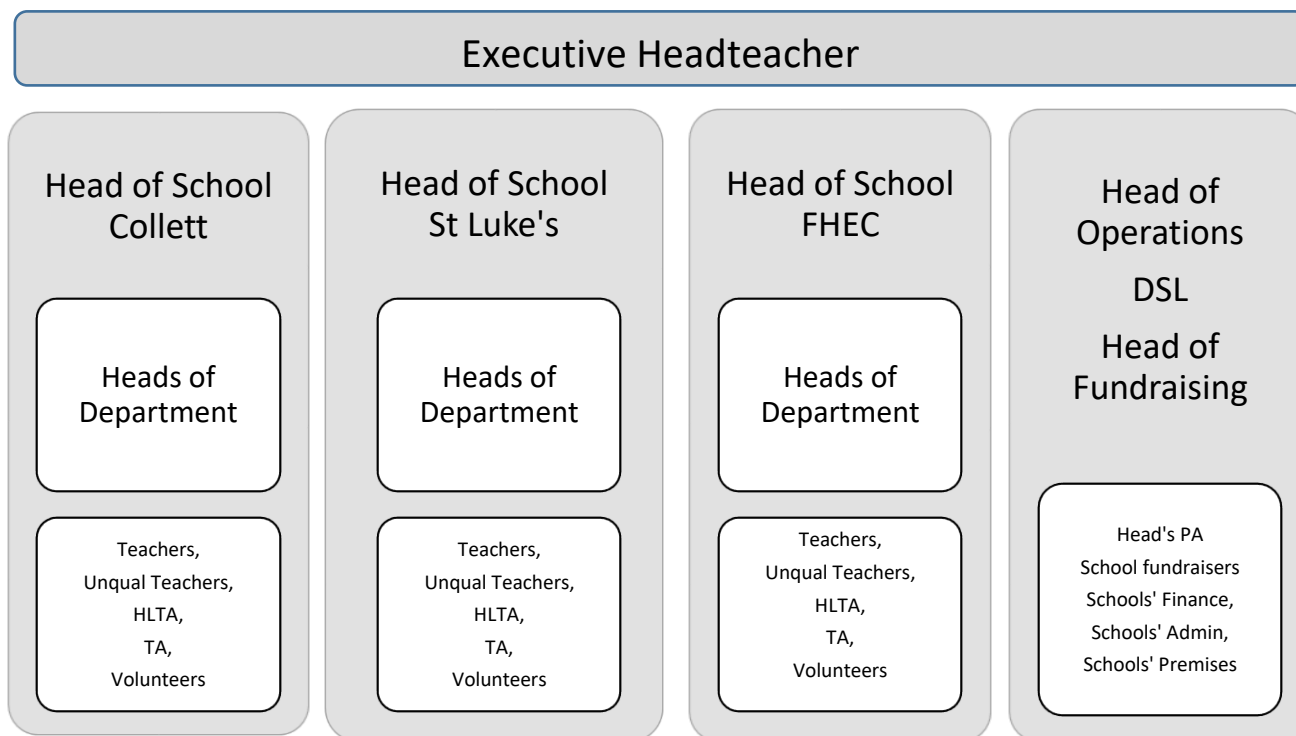 Executive Headteacher
Head of School
Collett
Heads of
Department
Teachers,
Unqual Teachers,
HLTA,
TA,
Volunteers
Head of School
St Luke's
Heads of
Department
Teachers,
Unqual Teachers,
HLTA,
TA,
Volunteers
Head of School
FHEC
Heads of
Department
Teachers,
Unqual Teachers,
HLTA,
TA,
Volunteers
Head of
Operations
DSL
Head of
Fundraising
Head's PA
School fundraisers
Schools' Finance,
Schools' Admin,
Schools' Premises